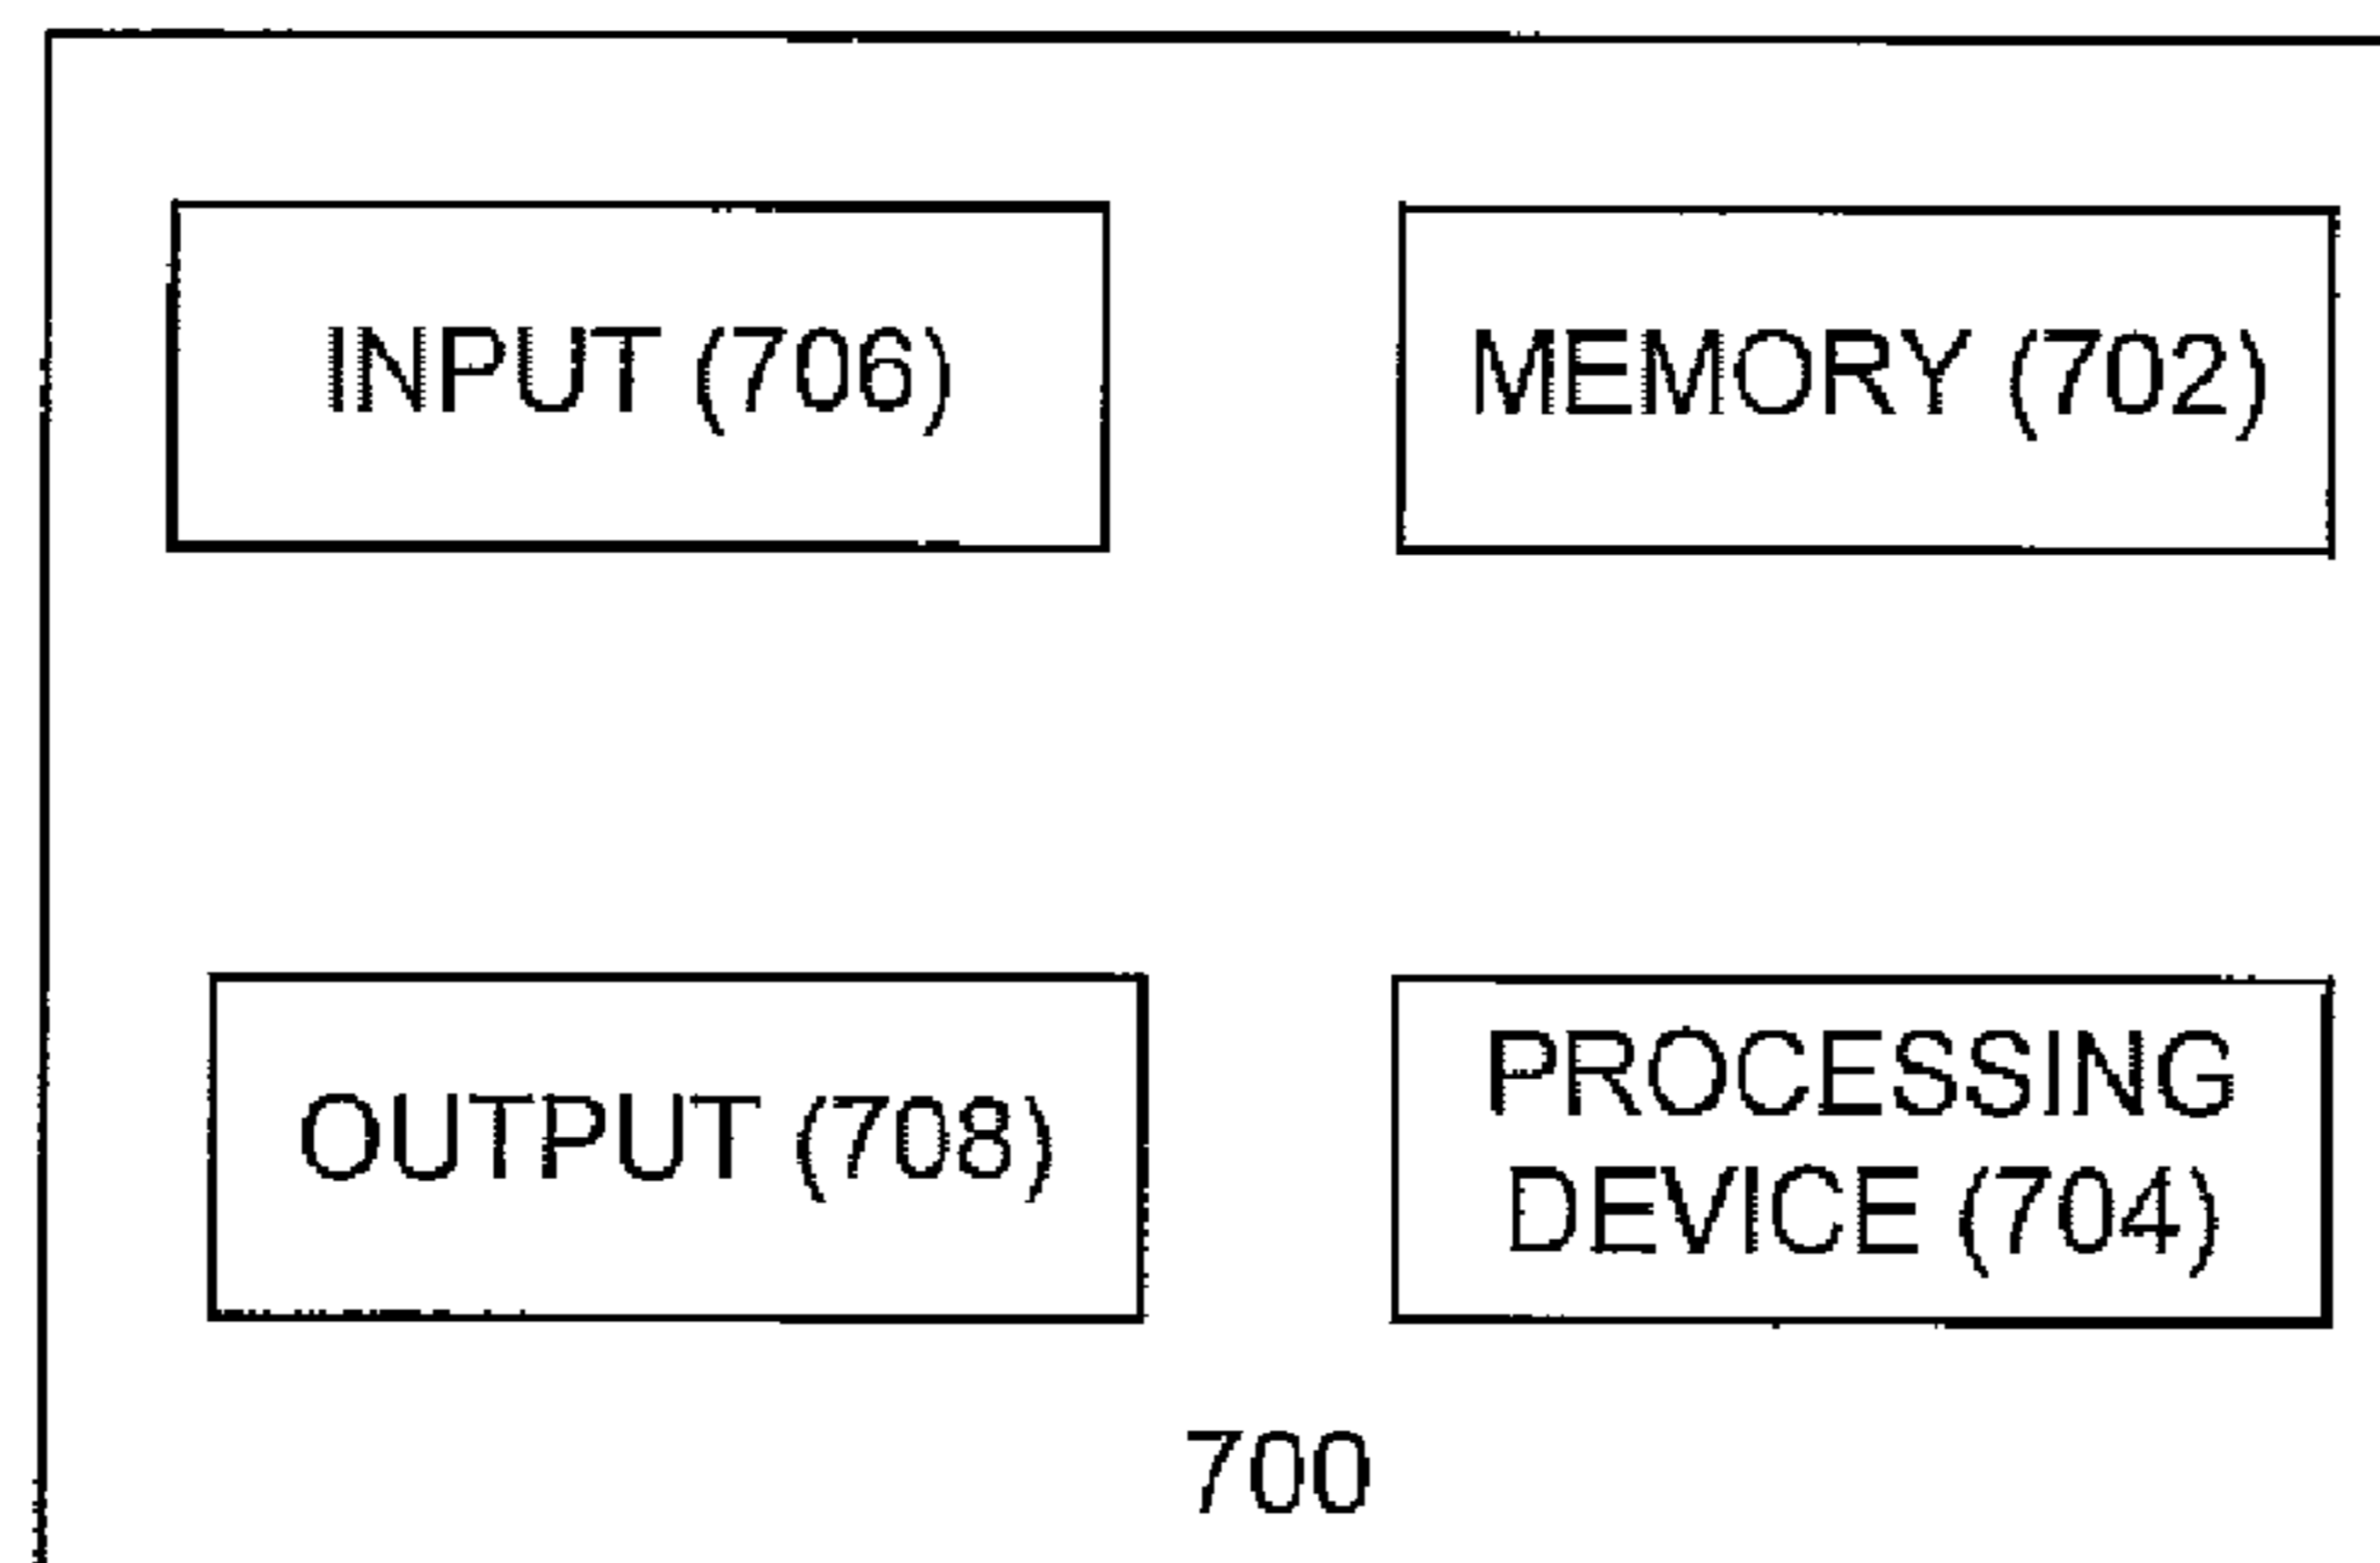 INPUT (706)
MEMORY (702)
OUTPUT (708)
PROCESSING
DEVICE (704)
700